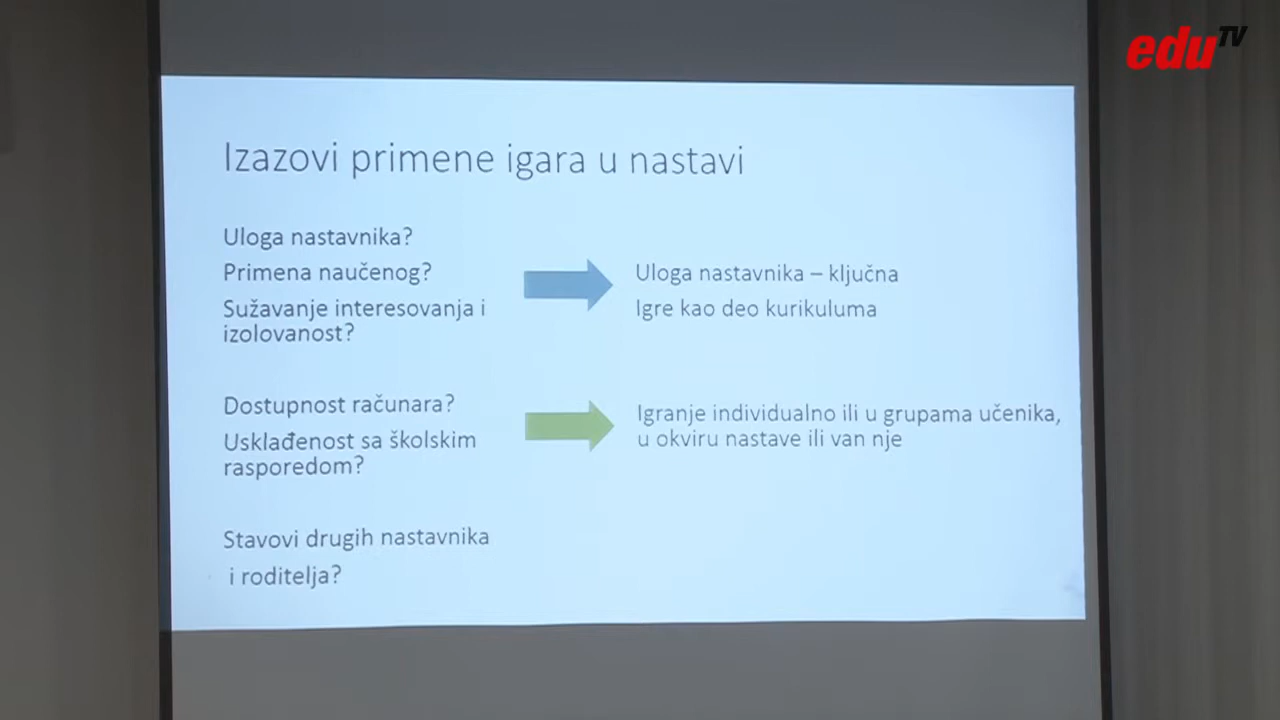 edu TV
Izazovi primene igara u nastavi
Uloga nastavnika?
Primena naučenog?
Sužavanje interesovanja i
izolovanost?
Uloga nastavnika – ključna
Igre kao deo kurikuluma
Dostupnost računara?
Usklađenost sa školskim
rasporedom?
Igranje individualno ili u grupama učenika,
u okviru nastave ili van nje
Stavovi drugih nastavnika
i roditelja?